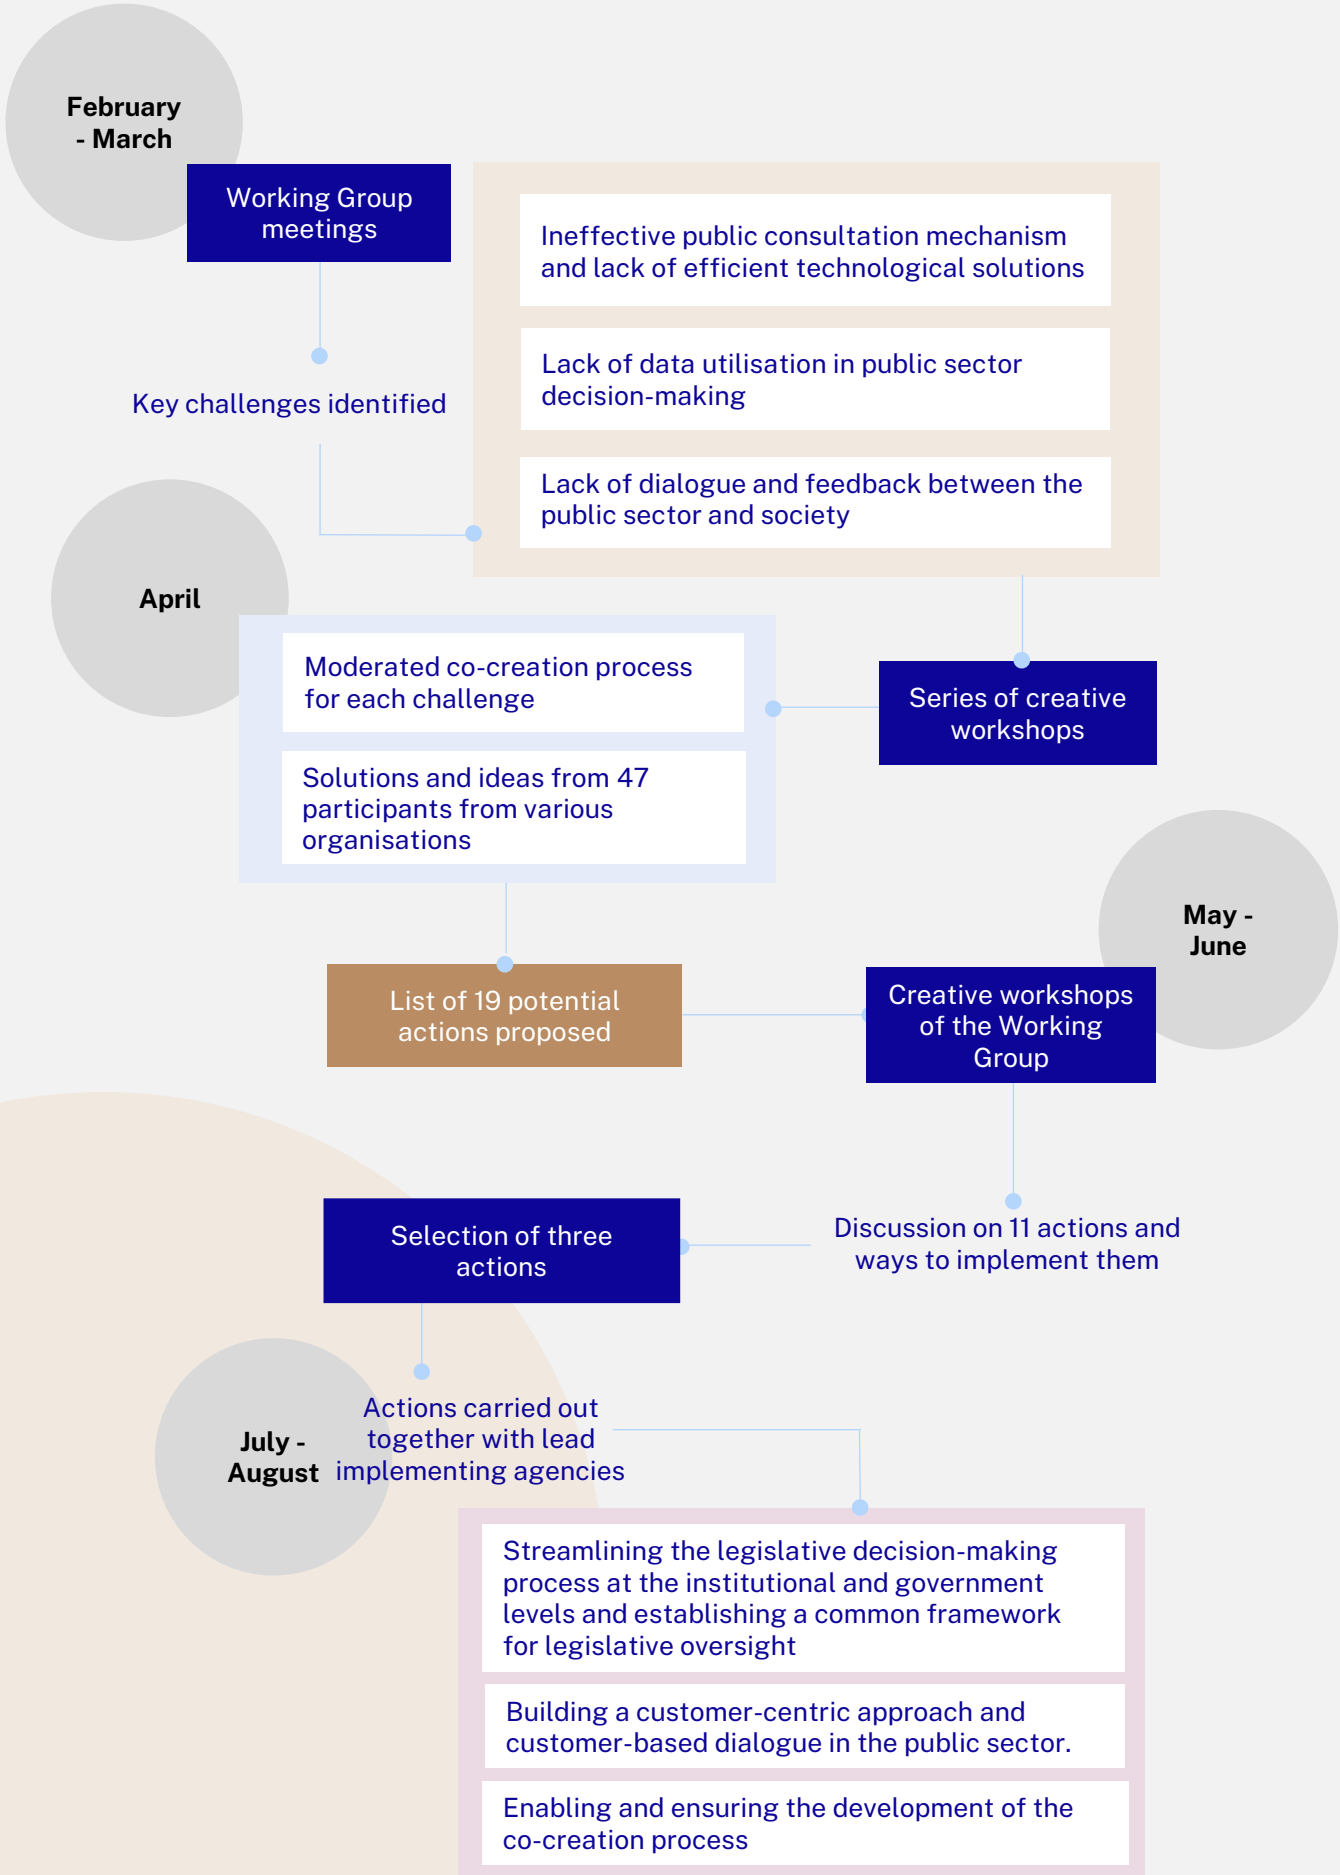 February
- March
Working Group
meetings
Key challenges identified
Ineffective public consultation mechanism
and lack of efficient technological solutions
Lack of data utilisation in public sector
decision-making
Lack of dialogue and feedback between the
public sector and society
April
Series of creative
workshops
Moderated co-creation process
for each challenge
Solutions and ideas from 47
participants from various
organisations
List of 19 potential
actions proposed
May -
June
Creative workshops
of the Working
Group
Discussion on 11 actions and
ways to implement them
Selection of three
actions
July -
August
Actions carried out
together with lead
implementing agencies
Streamlining the legislative decision-making
process at the institutional and government
levels and establishing a common framework
for legislative oversight
Building a customer-centric approach and
customer-based dialogue in the public sector.
Enabling and ensuring the development of the
co-creation process